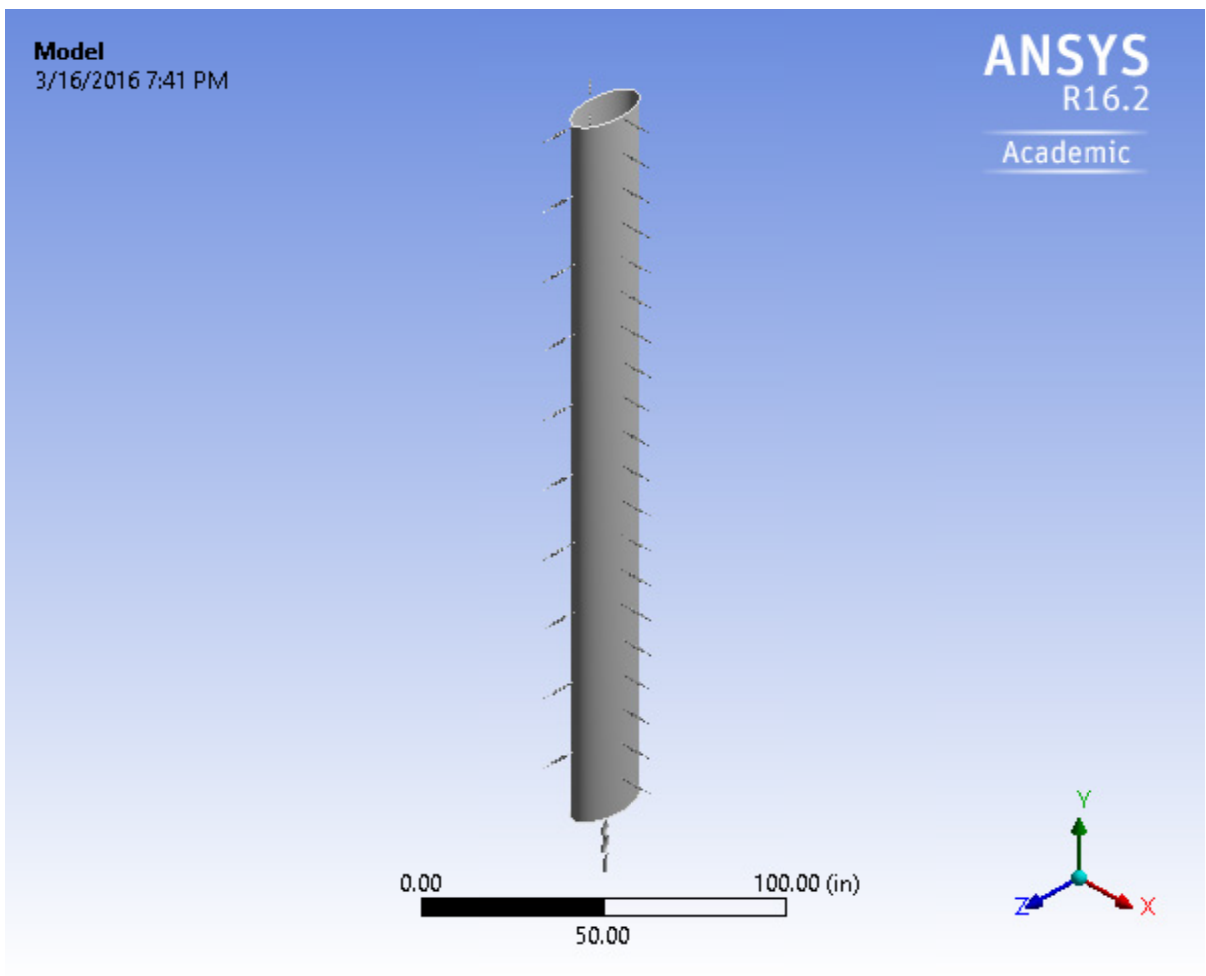 Model
3/16/2016 7:41 PM
ANSYS
R16.2
Academic
0.00
100.00 (in)
50.00
Y
Z
X